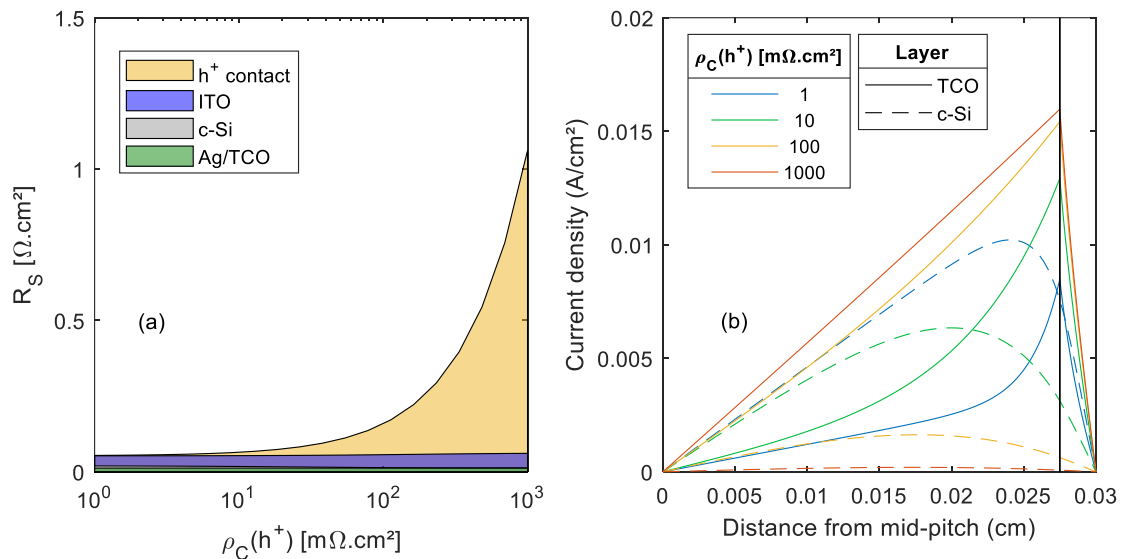 1.5
1
0.5
0
R_S [Ω.cm²]
h⁺ contact
ITO
c-Si
Ag/TCO
(a)
10⁰ 10¹ 10² 10³
ρ_C(h⁺) [mΩ.cm²]
0.02
0.015
0.01
0.005
0
Current density (A/cm²)
ρ_C(h⁺) [mΩ.cm²]
1
10
100
1000
Layer
TCO
c-Si
(b)
0 0.005 0.01 0.015 0.02 0.025 0.03
Distance from mid-pitch (cm)